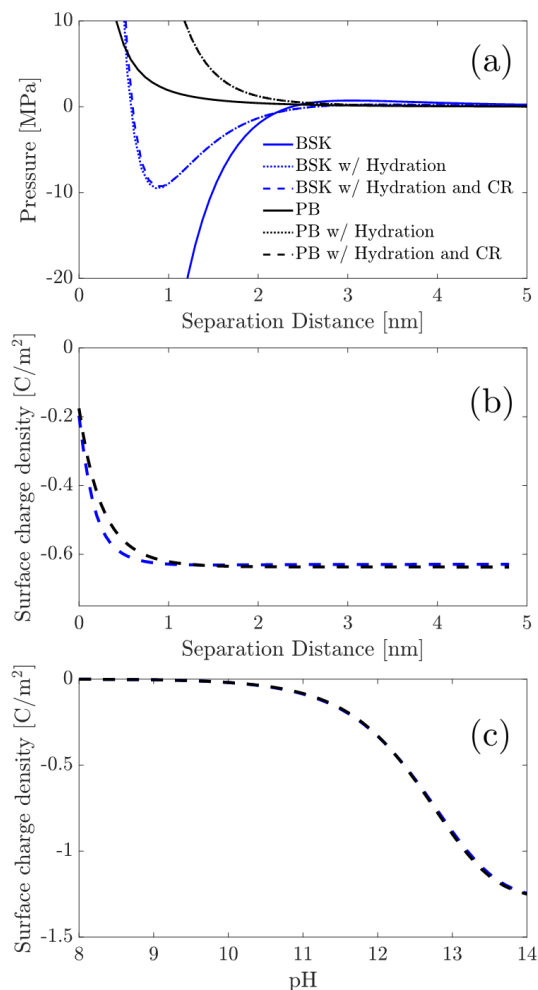 10
0
-10
-20
Pressure [MPa]
(a)
BSK
BSK w/ Hydration
BSK w/ Hydration and CR
PB
PB w/ Hydration
PB w/ Hydration and CR
0 1 2 3 4 5
Separation Distance [nm]
0
-0.2
-0.4
-0.6
Surface charge density [C/m²]
(b)
0 1 2 3 4 5
Separation Distance [nm]
0
-0.5
-1
-1.5
Surface charge density [C/m²]
(c)
8 9 10 11 12 13 14
pH